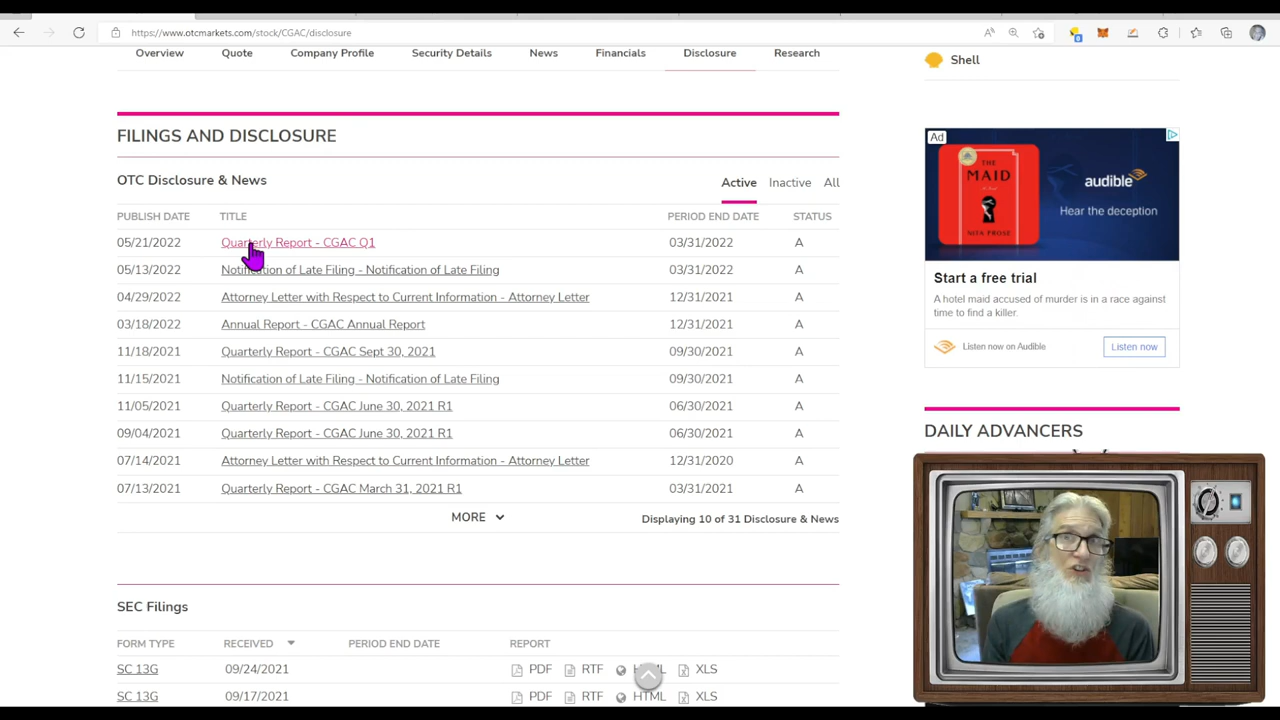 https://www.otcmarkets.com/stock/CGAC/disclosure
Overview Quote Company Profile Security Details News Financials Disclosure Research
Shell
FILINGS AND DISCLOSURE
OTC Disclosure & News
Active Inactive All
PUBLISH DATE TITLE PERIOD END DATE STATUS
05/21/2022 Quarterly Report - CGAC Q1 03/31/2022 A
05/13/2022 Notification of Late Filing - Notification of Late Filing 03/31/2022 A
04/29/2022 Attorney Letter with Respect to Current Information - Attorney Letter 12/31/2021 A
03/18/2022 Annual Report - CGAC Annual Report 12/31/2021 A
11/18/2021 Quarterly Report - CGAC Sept 30, 2021 09/30/2021 A
11/15/2021 Notification of Late Filing - Notification of Late Filing 09/30/2021 A
11/05/2021 Quarterly Report - CGAC June 30, 2021 R1 06/30/2021 A
09/04/2021 Quarterly Report - CGAC June 30, 2021 R1 06/30/2021 A
07/14/2021 Attorney Letter with Respect to Current Information - Attorney Letter 12/31/2020 A
07/13/2021 Quarterly Report - CGAC March 31, 2021 R1 03/31/2021 A
MORE
Displaying 10 of 31 Disclosure & News
SEC Filings
FORM TYPE RECEIVED PERIOD END DATE REPORT
SC 13G 09/24/2021 PDF RTF HTML XLS
SC 13G 09/17/2021 PDF RTF HTML XLS
Ad
THE
MAID
NITA PROSE
audible
Hear the deception
Start a free trial
A hotel maid accused of murder is in a race against
time to find a killer.
Listen now on Audible
Listen now
DAILY ADVANCERS